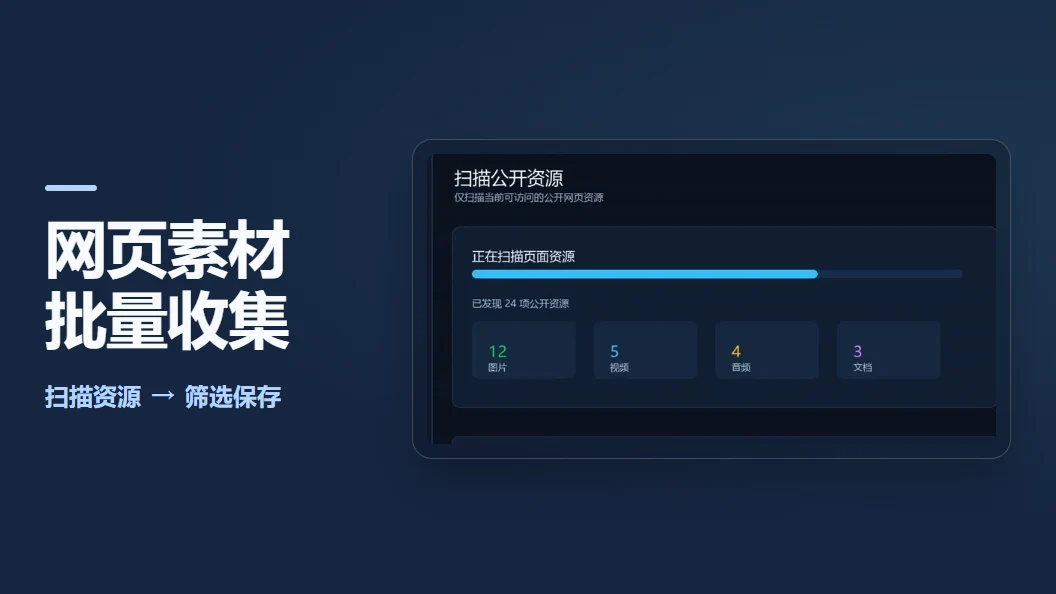 网页素材
批量收集
扫描资源 → 筛选保存
扫描公开资源
仅扫描当前可访问的公开网页资源
正在扫描页面资源
已发现 24 项公开资源
12
图片
5
视频
4
音频
3
文档